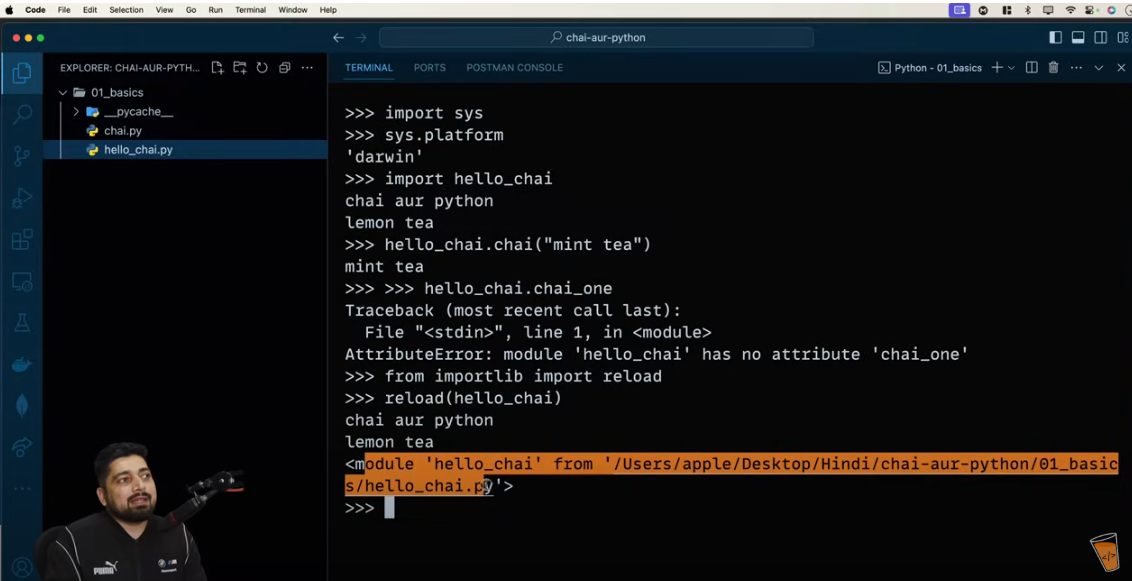 Code File Edit Selection View Go Run Terminal Window Help
chai-aur-python
EXPLORER: CHAI-AUR-PYTH...
01_basics
__pycache__
chai.py
hello_chai.py
TERMINAL PORTS POSTMAN CONSOLE
Python - 01_basics
>>> import sys
>>> sys.platform
'darwin'
>>> import hello_chai
chai aur python
lemon tea
>>> hello_chai.chai("mint tea")
mint tea
>>> >>> hello_chai.chai_one
Traceback (most recent call last):
  File "<stdin>", line 1, in <module>
AttributeError: module 'hello_chai' has no attribute 'chai_one'
>>> from importlib import reload
>>> reload(hello_chai)
chai aur python
lemon tea
<module 'hello_chai' from '/Users/apple/Desktop/Hindi/chai-aur-python/01_basic
s/hello_chai.py'>
>>>
PUMA